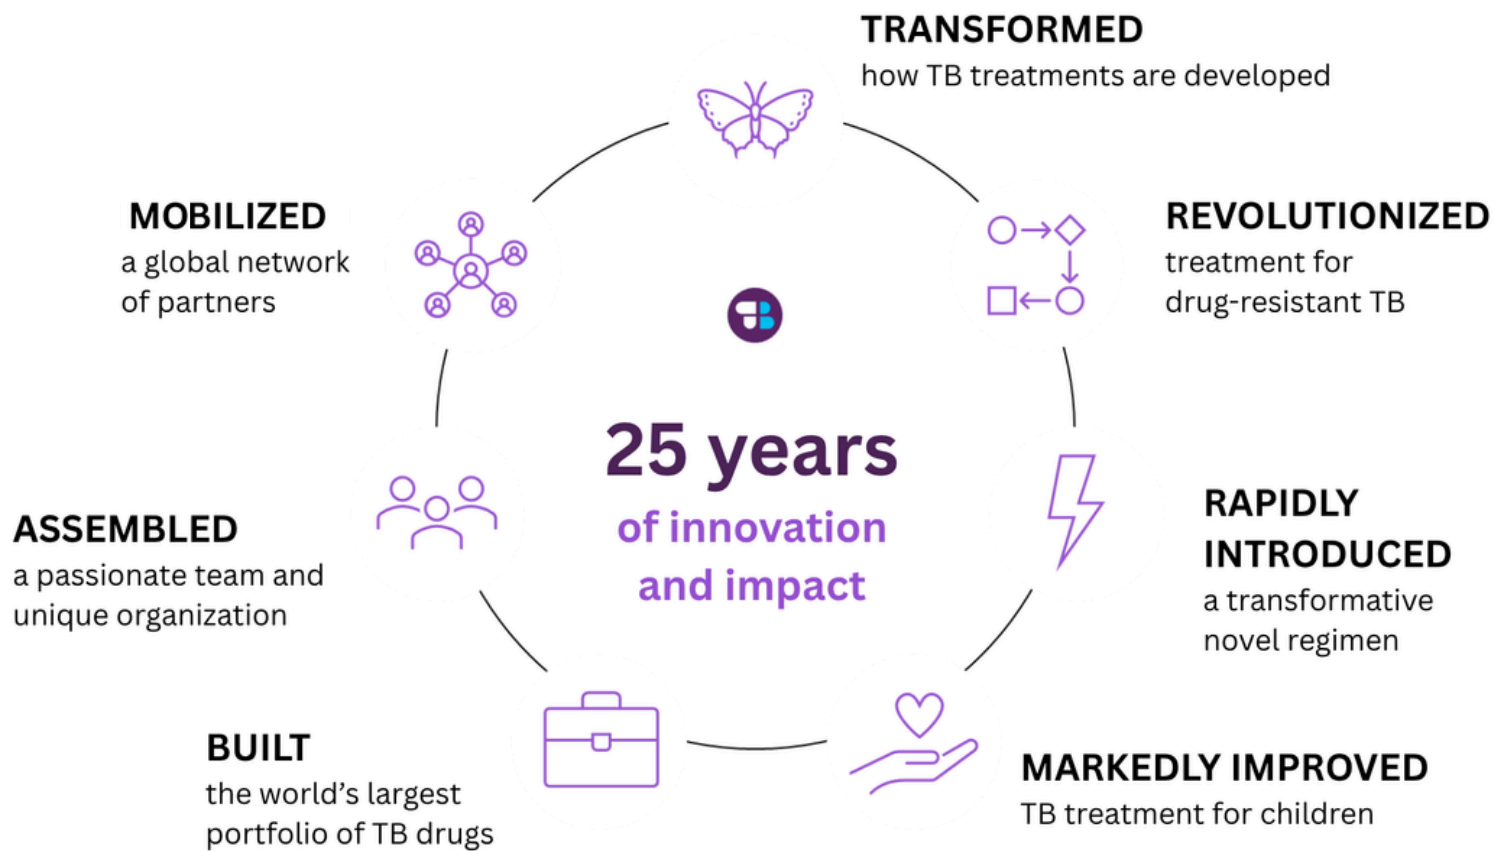 TRANSFORMED
how TB treatments are developed
REVOLUTIONIZED
treatment for
drug-resistant TB
RAPIDLY
INTRODUCED
a transformative
novel regimen
MARKEDLY IMPROVED
TB treatment for children
BUILT
the world’s largest
portfolio of TB drugs
ASSEMBLED
a passionate team and
unique organization
MOBILIZED
a global network
of partners
TB
25 years
of innovation
and impact